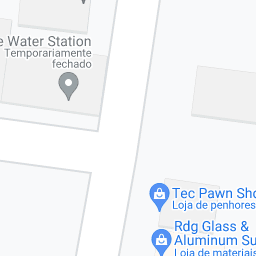 e Water Station
Temporariamente
fechado
Tec Pawn Sho
Loja de penhores
Rdg Glass &
Aluminum Su
Loja de materiais